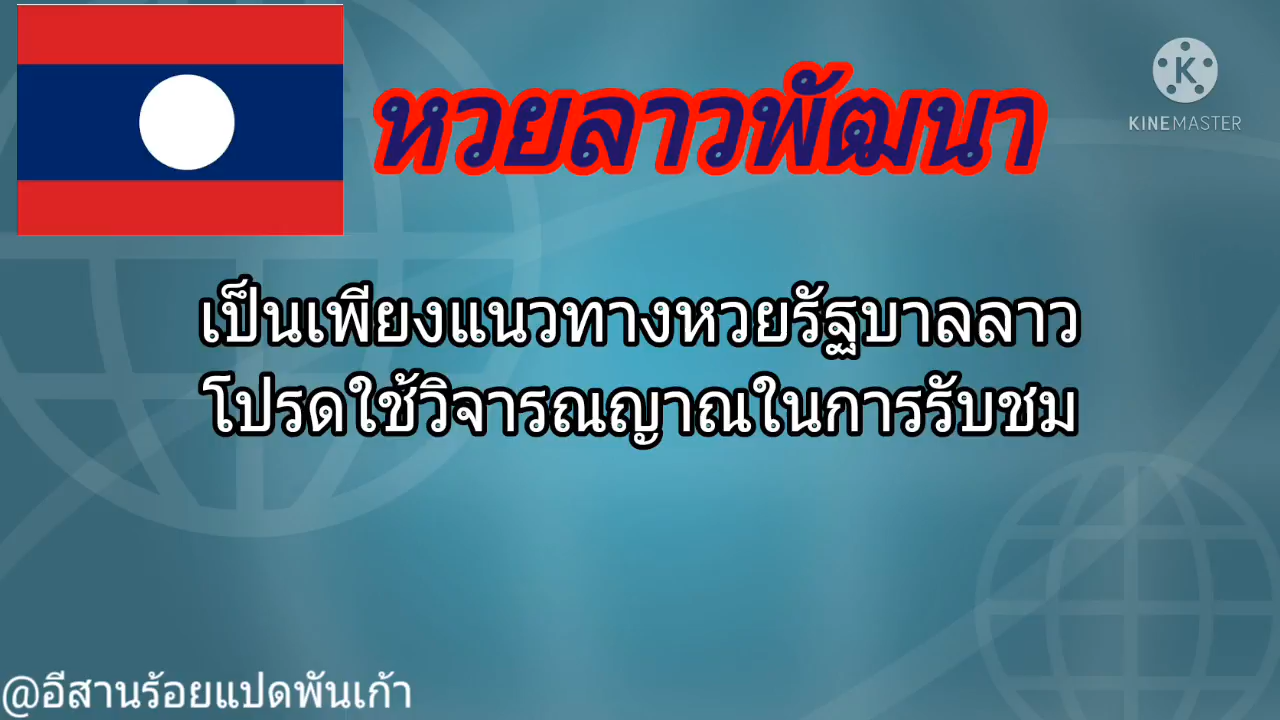 หวยลาวพัฒนา
KINEMASTER
เป็นเพียงแนวทางหวยรัฐบาลลาว
โปรดใช้วิจารณญาณในการรับชม
@อีสานร้อยแปดพันเก้า